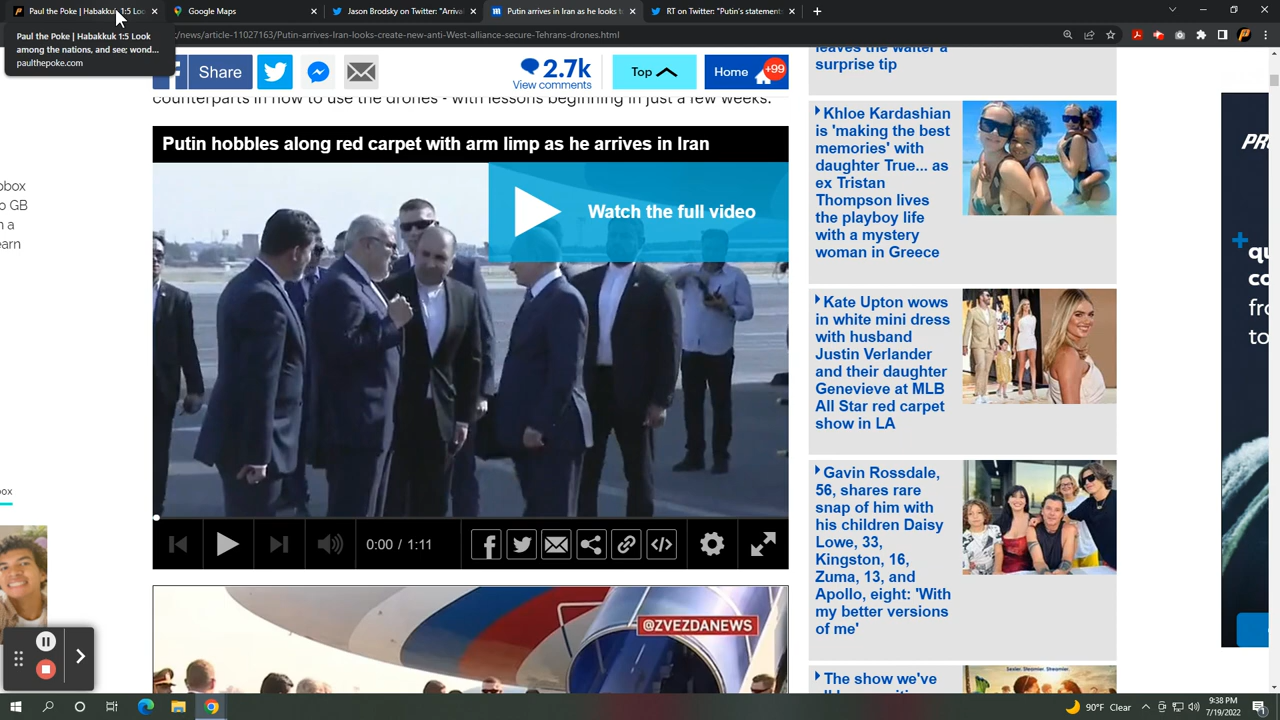 Paul the Poke | Habakkuk 1:5 Loo
Google Maps
Jason Brodsky on Twitter: "#Iran
Putin arrives in Iran as he looks to
RT on Twitter: "Putin's statement
/news/article-11027163/Putin-arrives-Iran-looks-create-new-anti-West-alliance-secure-Tehrans-drones.html
Paul the Poke | Habakkuk 1:5 Look
among the nations, and see; wond...
paulthepoke.com
Share
2.7k
View comments
Top
Home
+99
counterparts in how to use the drones - with lessons beginning in just a few weeks.
Putin hobbles along red carpet with arm limp as he arrives in Iran
Watch the full video
0:00 / 1:11
@ZVEZDANEWS
leaves the waiter a
surprise tip
Khloe Kardashian
is 'making the best
memories' with
daughter True... as
ex Tristan
Thompson lives
the playboy life
with a mystery
woman in Greece
Kate Upton wows
in white mini dress
with husband
Justin Verlander
and their daughter
Genevieve at MLB
All Star red carpet
show in LA
Gavin Rossdale,
56, shares rare
snap of him with
his children Daisy
Lowe, 33,
Kingston, 16,
Zuma, 13, and
Apollo, eight: 'With
my better versions
of me'
The show we've
90°F Clear
9:38 PM
7/19/2022